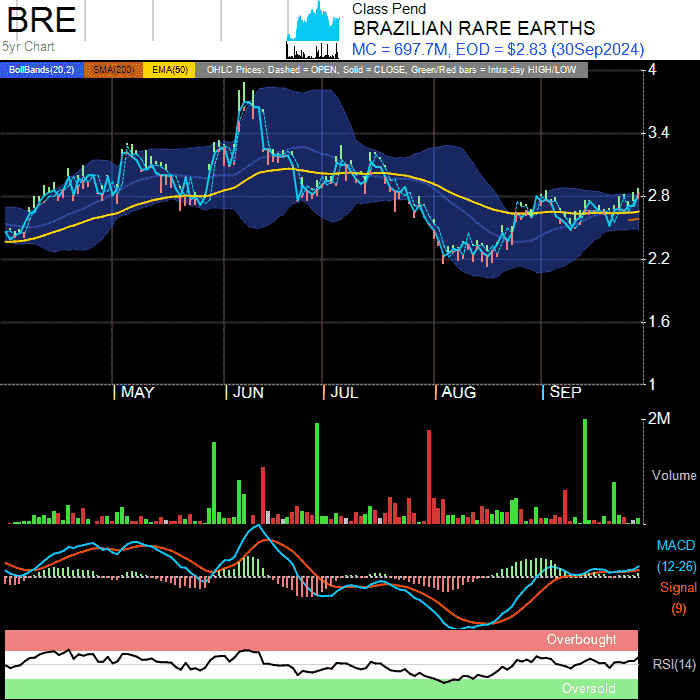 BRE
5yr Chart
Class Pend
BRAZILIAN RARE EARTHS
MC = 697.7M, EOD = $2.83 (30Sep2024)
BollBands(20,2) SMA(200) EMA(50) OHLC Prices: Dashed = OPEN, Solid = CLOSE, Green/Red bars = Intra-day HIGH/LOW
4
3.4
2.8
2.2
1.6
1
MAY JUN JUL AUG SEP
2M
Volume
MACD
(12-26)
Signal
(9)
Overbought
RSI(14)
Oversold